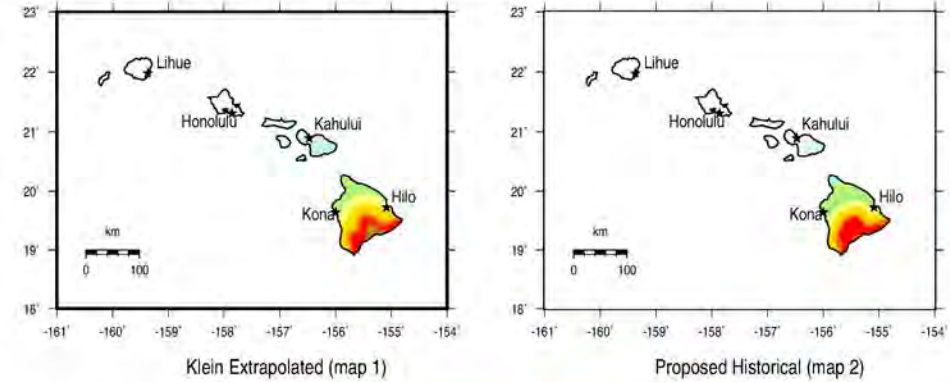 23'
22'
21'
20'
19'
18'
Lihue
Honolulu
Kahului
Kona
Hilo
km
0 100
-161 -160 -159 -158 -157 -156 -155 -154
Klein Extrapolated (map 1)
23'
22'
21'
20'
19'
18'
Lihue
Honolulu
Kahului
Kona
Hilo
km
0 100
-161 -160 -159 -158 -157 -156 -155 -154
Proposed Historical (map 2)